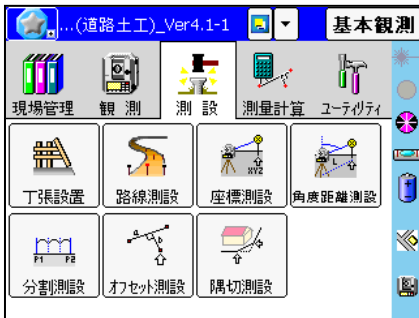 ...(道路土工)_Ver4.1-1
基本観測
現場管理
観 測
測 設
測量計算
ユーティリティ
丁張設置
路線測設
XYZ
座標測設
L
角度距離測設
P1 P2
分割測設
オフセット測設
隅切測設